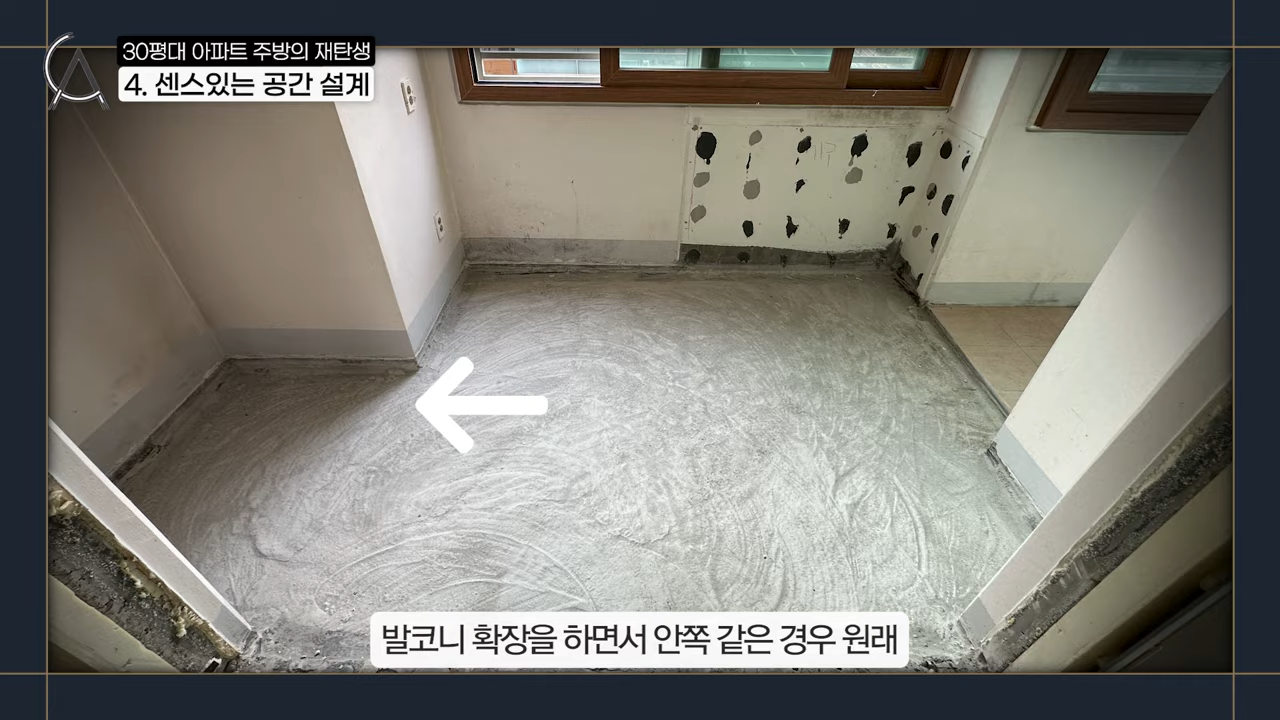 30평대 아파트 주방의 재탄생
4. 센스있는 공간 설계
발코니 확장을 하면서 안쪽 같은 경우 원래